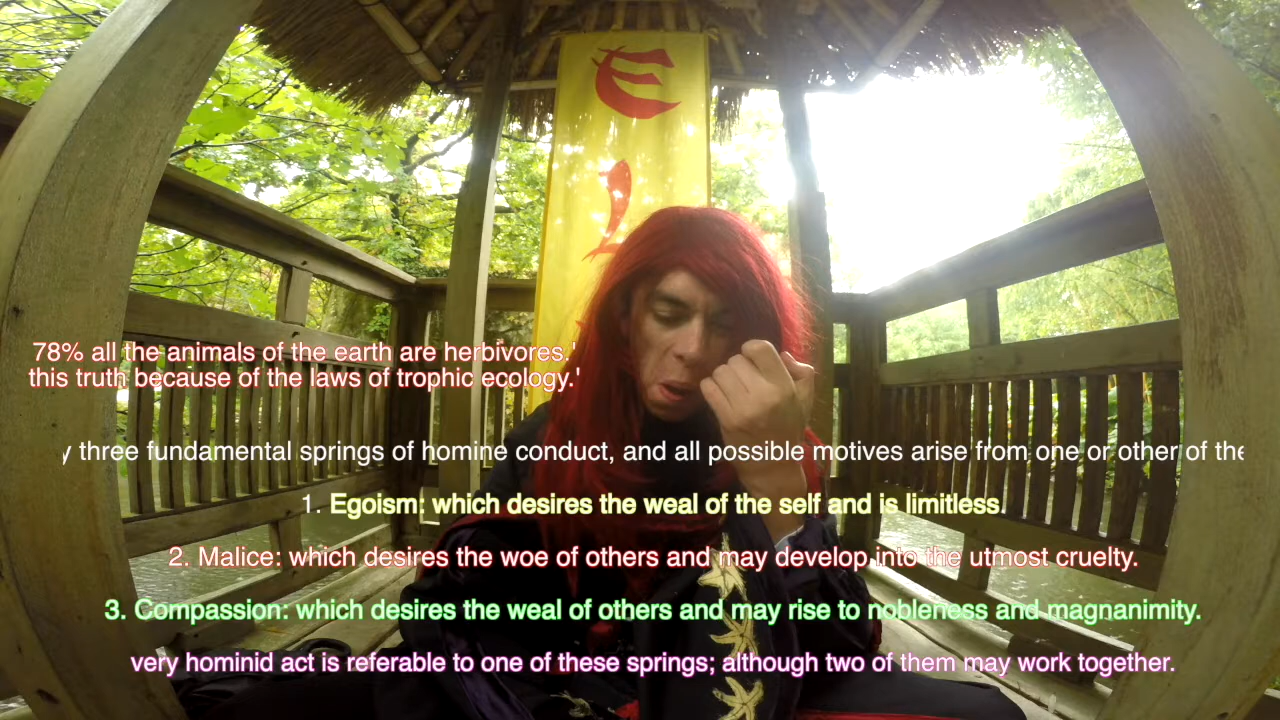 78% all the animals of the earth are herbivores.'
this truth because of the laws of trophic ecology.'
three fundamental springs of homine conduct, and all possible motives arise from one or other of
1. Egoism: which desires the weal of the self and is limitless.
2. Malice: which desires the woe of others and may develop into the utmost cruelty.
3. Compassion: which desires the weal of others and may rise to nobleness and magnanimity.
very hominid act is referable to one of these springs; although two of them may work together.